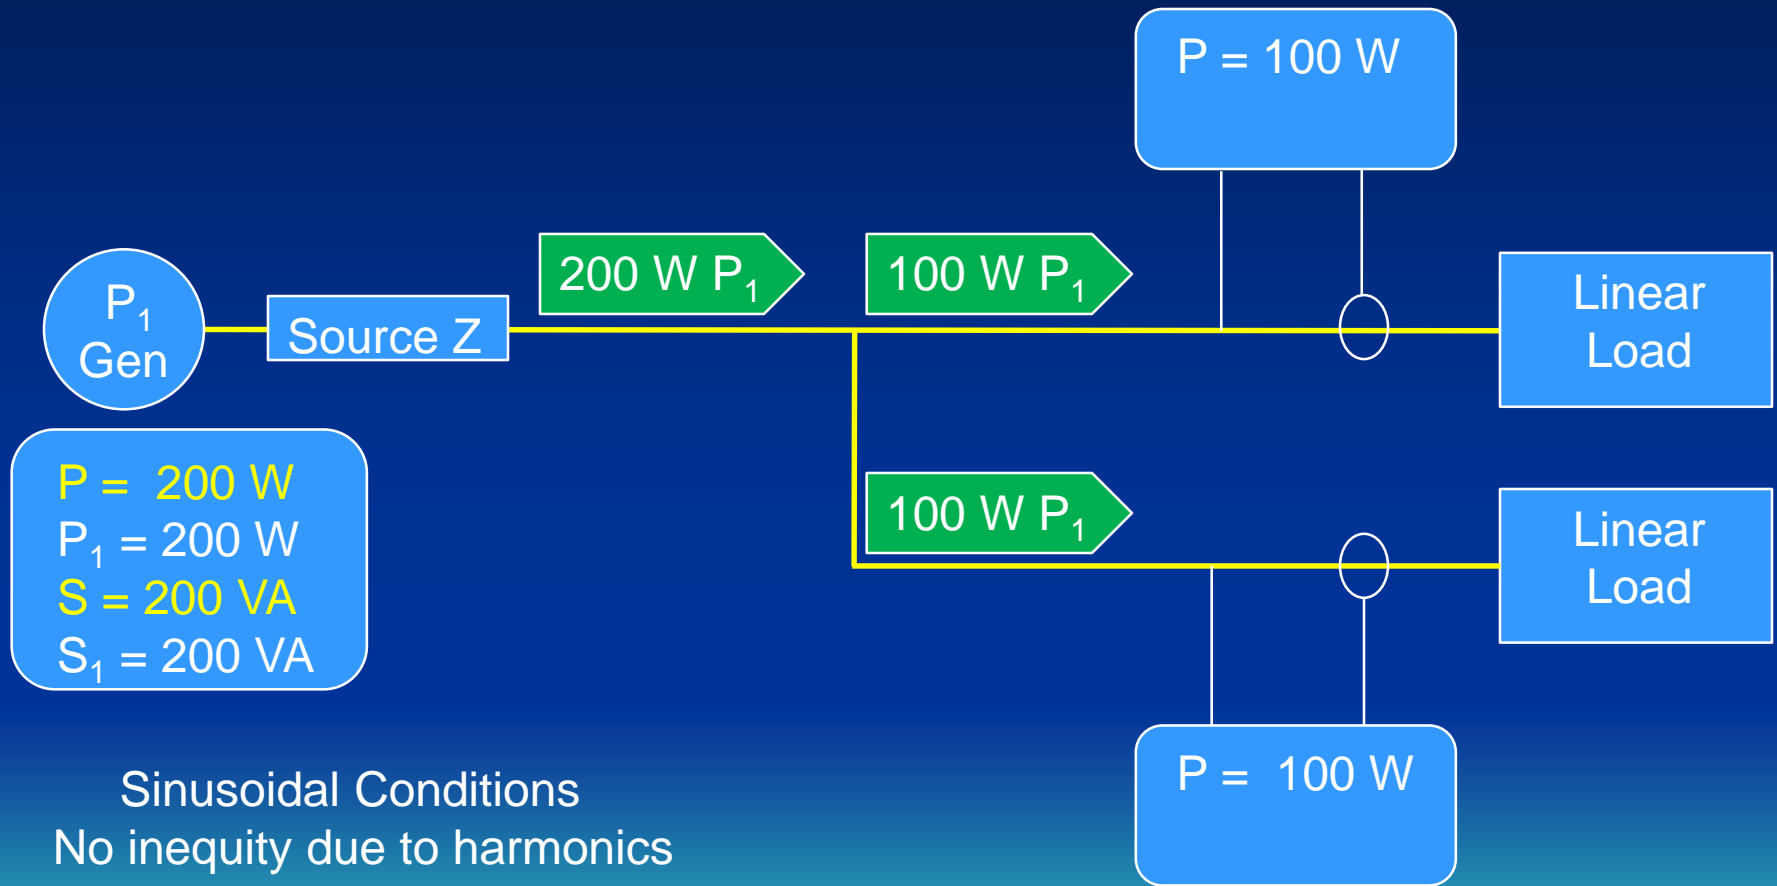 P = 100 W
200 W P₁
100 W P₁
P₁
Gen
Source Z
Linear
Load
P =  200 W
P₁ = 200 W
S = 200 VA
S₁ = 200 VA
100 W P₁
Linear
Load
P =  100 W
Sinusoidal Conditions
No inequity due to harmonics